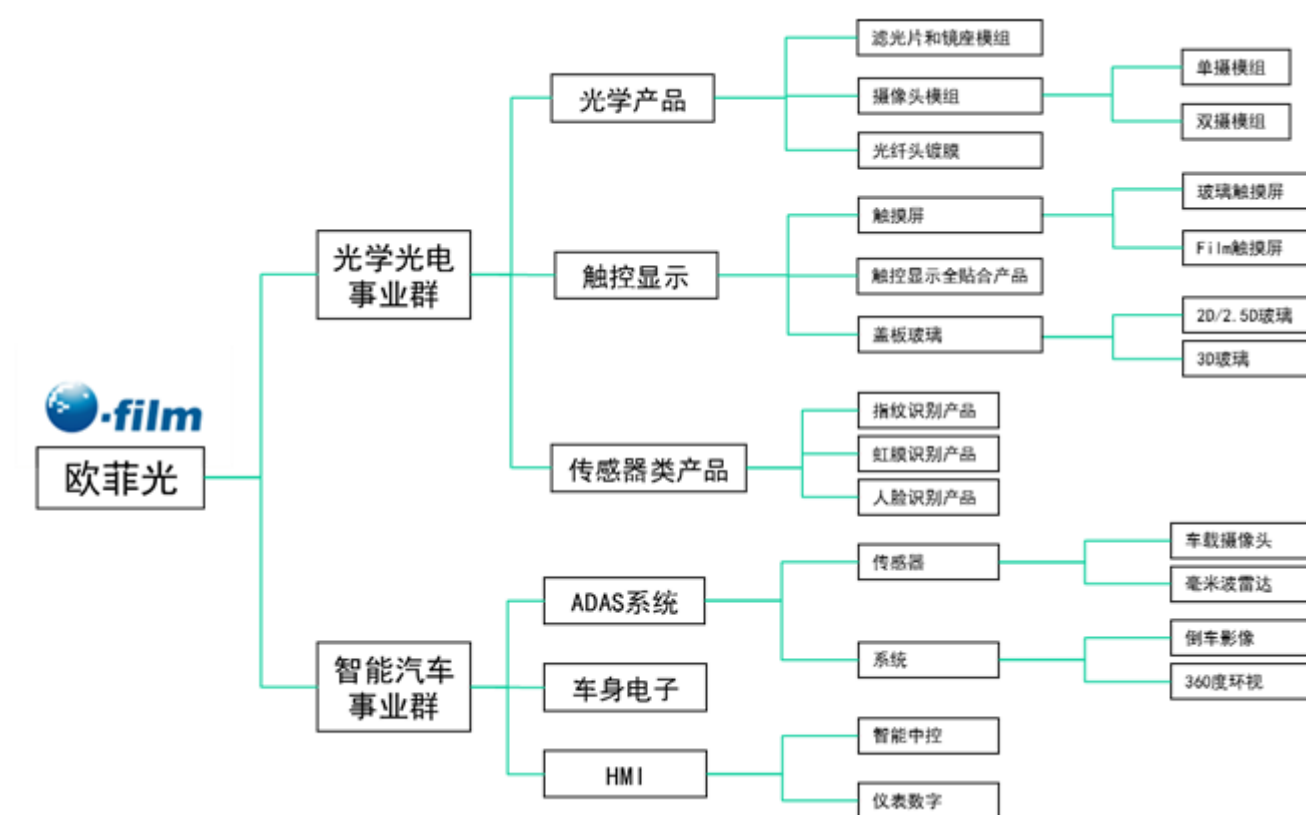 滤光片和镜座模组
单摄模组
光学产品
摄像头模组
双摄模组
光纤头镀膜
玻璃触摸屏
触摸屏
光学光电
事业群
Film触摸屏
触控显示
触控显示全贴合产品
2D/2.5D玻璃
盖板玻璃
3D玻璃
.film
指纹识别产品
欧菲光
传感器类产品
虹膜识别产品
人脸识别产品
车载摄像头
传感器
毫米波雷达
ADAS系统
倒车影像
智能汽车
事业群
系统
360度环视
车身电子
智能中控
HMI
仪表数字